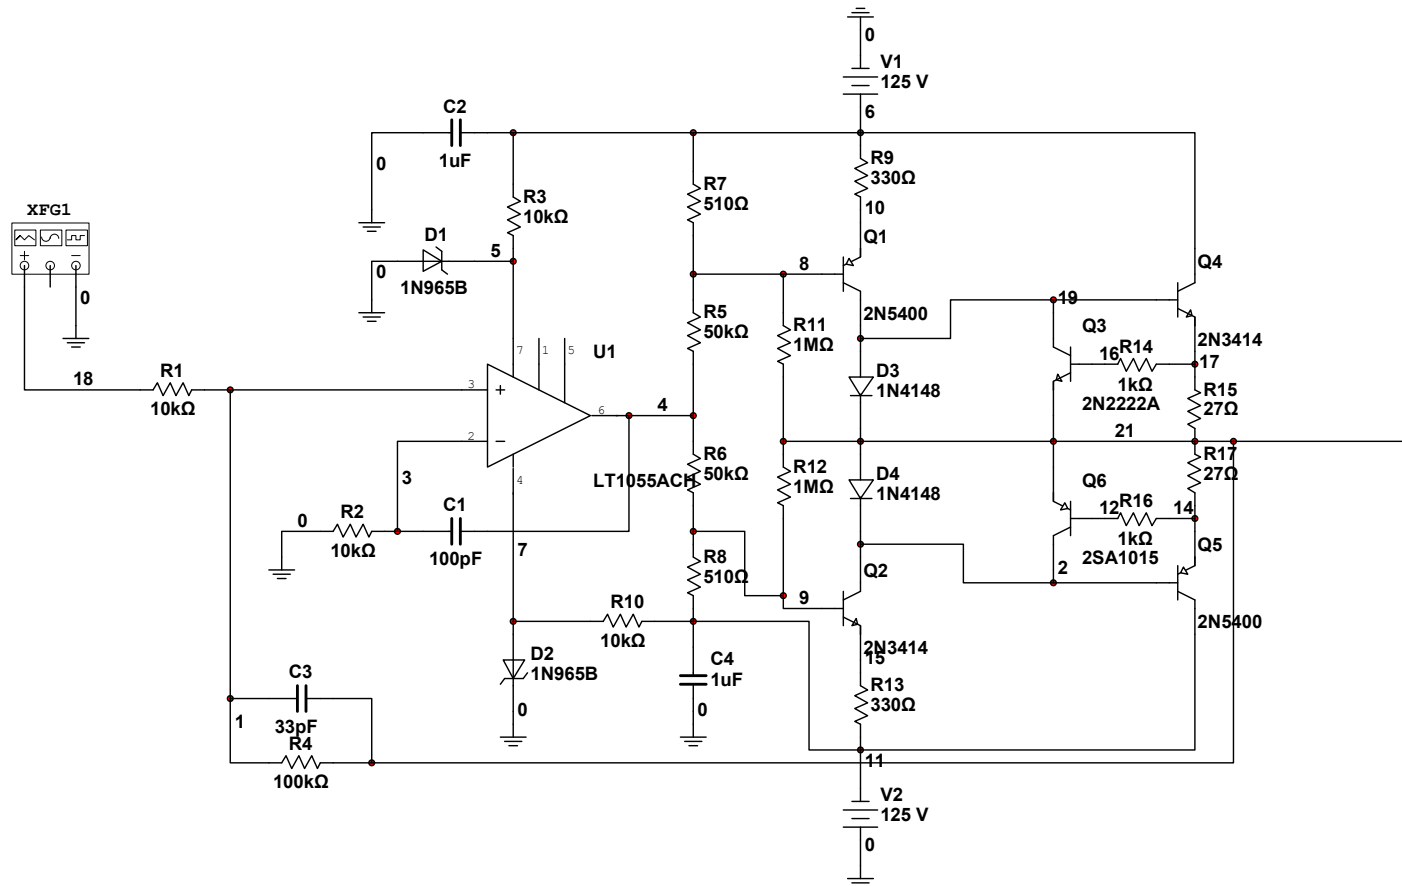 0
V1
125 V
6
C2
1uF
0
R9
330Ω
10
R7
510Ω
R3
10kΩ
XFG1
+
−
0
D1
5
0
1N965B
Q1
8
2N5400
Q4
19
2N3414
17
Q3
16
R14
1kΩ
2N2222A
R15
27Ω
R5
50kΩ
R11
1MΩ
D3
1N4148
7
1
5
U1
18
R1
10kΩ
3
+
6
4
2
−
4
LT1055ACH
21
R6
50kΩ
R12
1MΩ
D4
1N4148
R17
27Ω
Q6
12
R16
14
1kΩ
2SA1015
2
Q5
2N5400
3
0
R2
10kΩ
C1
100pF
7
R8
510Ω
9
Q2
2N3414
15
R10
10kΩ
D2
1N965B
0
C4
1uF
0
R13
330Ω
C3
33pF
1
R4
100kΩ
11
V2
125 V
0